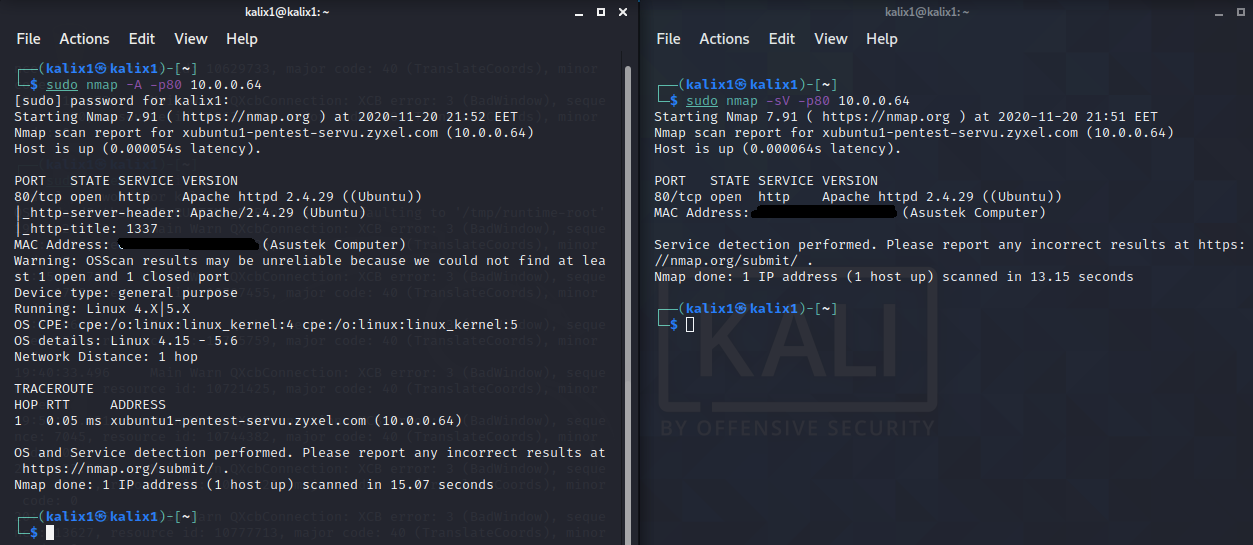 kalix1@kalix1: ~
File Actions Edit View Help
┌──(kalix1㉿kalix1)-[~]
└─$ sudo nmap -A -p80 10.0.0.64
[sudo] password for kalix1:
Starting Nmap 7.91 ( https://nmap.org ) at 2020-11-20 21:52 EET
Nmap scan report for xubuntu1-pentest-servu.zyxel.com (10.0.0.64)
Host is up (0.000054s latency).
PORT   STATE SERVICE VERSION
80/tcp open  http    Apache httpd 2.4.29 ((Ubuntu))
|_http-server-header: Apache/2.4.29 (Ubuntu)
|_http-title: 1337
MAC Address: (Asustek Computer)
Warning: OSScan results may be unreliable because we could not find at lea
st 1 open and 1 closed port
Device type: general purpose
Running: Linux 4.X|5.X
OS CPE: cpe:/o:linux:linux_kernel:4 cpe:/o:linux:linux_kernel:5
OS details: Linux 4.15 - 5.6
Network Distance: 1 hop
TRACEROUTE
HOP RTT     ADDRESS
1   0.05 ms xubuntu1-pentest-servu.zyxel.com (10.0.0.64)
OS and Service detection performed. Please report any incorrect results at
 https://nmap.org/submit/ .
Nmap done: 1 IP address (1 host up) scanned in 15.07 seconds
┌──(kalix1㉿kalix1)-[~]
└─$
kalix1@kalix1: ~
File Actions Edit View Help
┌──(kalix1㉿kalix1)-[~]
└─$ sudo nmap -sV -p80 10.0.0.64
Starting Nmap 7.91 ( https://nmap.org ) at 2020-11-20 21:51 EET
Nmap scan report for xubuntu1-pentest-servu.zyxel.com (10.0.0.64)
Host is up (0.000064s latency).
PORT   STATE SERVICE VERSION
80/tcp open  http    Apache httpd 2.4.29 ((Ubuntu))
MAC Address: (Asustek Computer)
Service detection performed. Please report any incorrect results at https:
//nmap.org/submit/ .
Nmap done: 1 IP address (1 host up) scanned in 13.15 seconds
┌──(kalix1㉿kalix1)-[~]
└─$
KALI
BY OFFENSIVE SECURITY